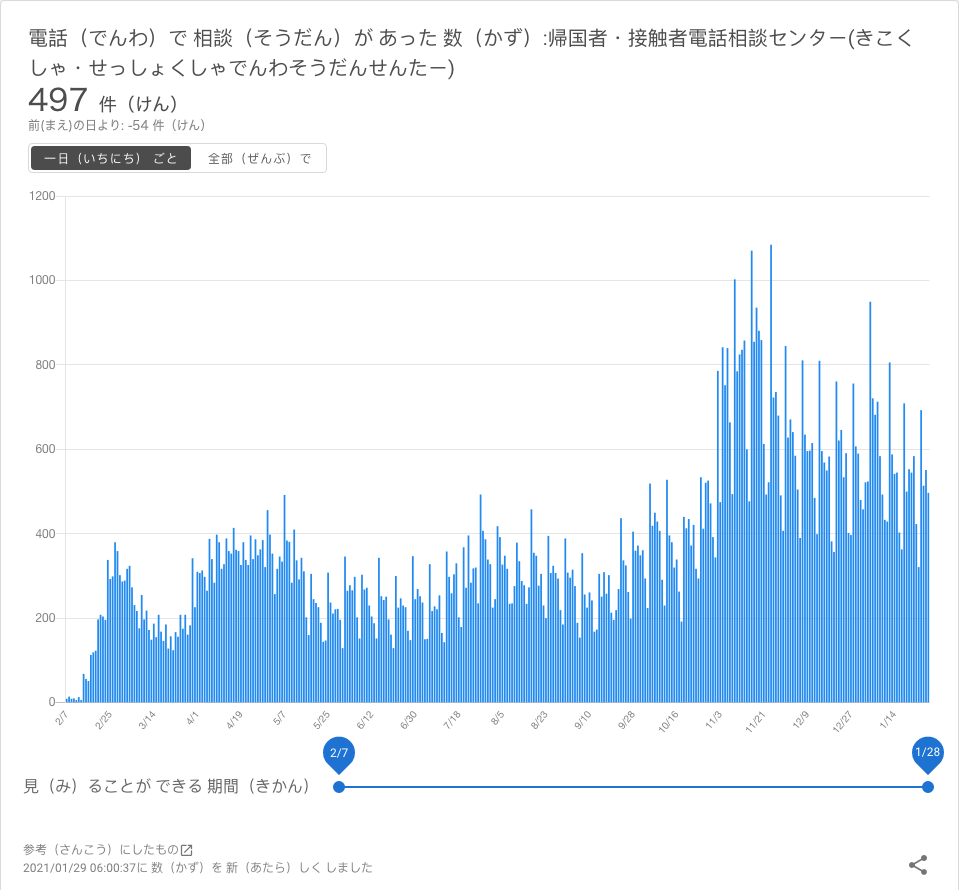 電話（でんわ）で 相談（そうだん）が あった 数（かず）:帰国者・接触者電話相談センター(きこく
しゃ・せっしょくしゃでんわそうだんせんたー)
497 件（けん）
前(まえ)の日より: -54 件（けん）
一日（いちにち） ごと 全部（ぜんぶ）で
1200
1000
800
600
400
200
0
2/7 2/25 3/14 4/1 4/19 5/7 5/25 6/12 6/30 7/18 8/5 8/23 9/10 9/28 10/16 11/3 11/21 12/9 12/27 1/14
2/7 1/28
見（み）ることが できる 期間（きかん）
参考（さんこう）にしたもの
2021/01/29 06:00:37に 数（かず）を 新（あたら）しく しました